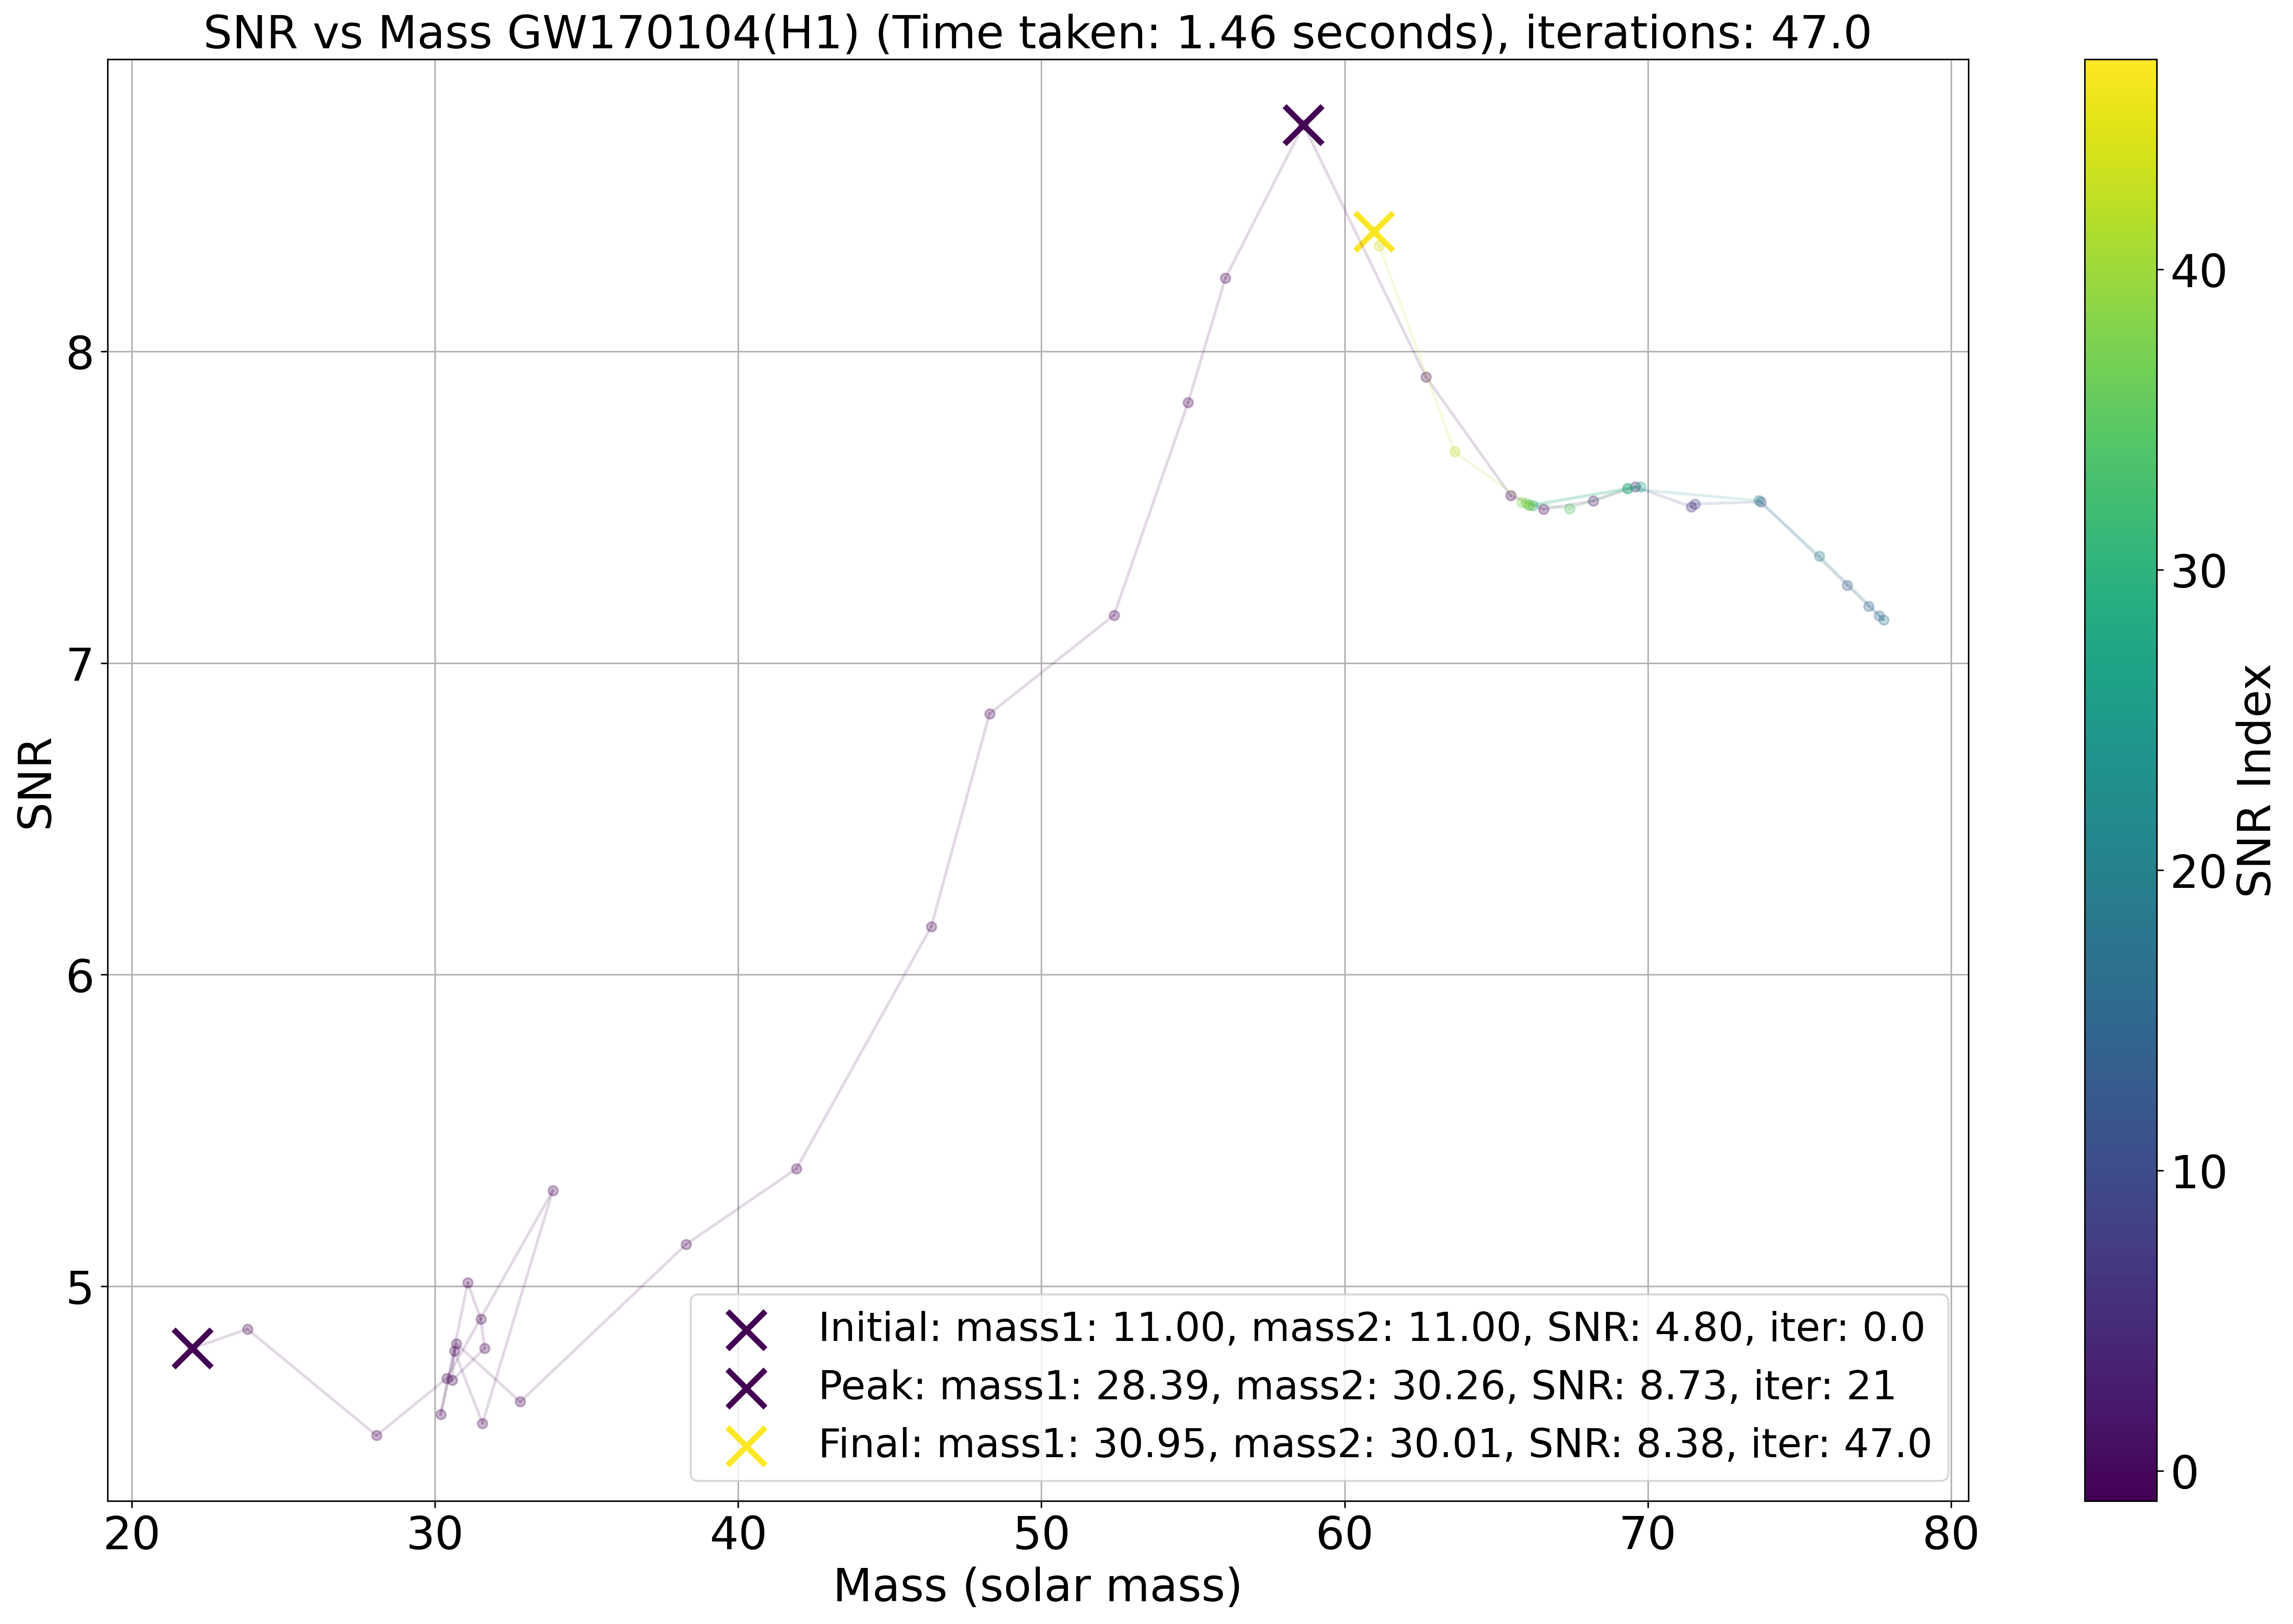 SNR vs Mass GW170104(H1) (Time taken: 1.46 seconds), iterations: 47.0
SNR
8
7
6
5
20 30 40 50 60 70 80
Mass (solar mass)
Initial: mass1: 11.00, mass2: 11.00, SNR: 4.80, iter: 0.0
Peak: mass1: 28.39, mass2: 30.26, SNR: 8.73, iter: 21
Final: mass1: 30.95, mass2: 30.01, SNR: 8.38, iter: 47.0
40
30
20
10
0
SNR Index